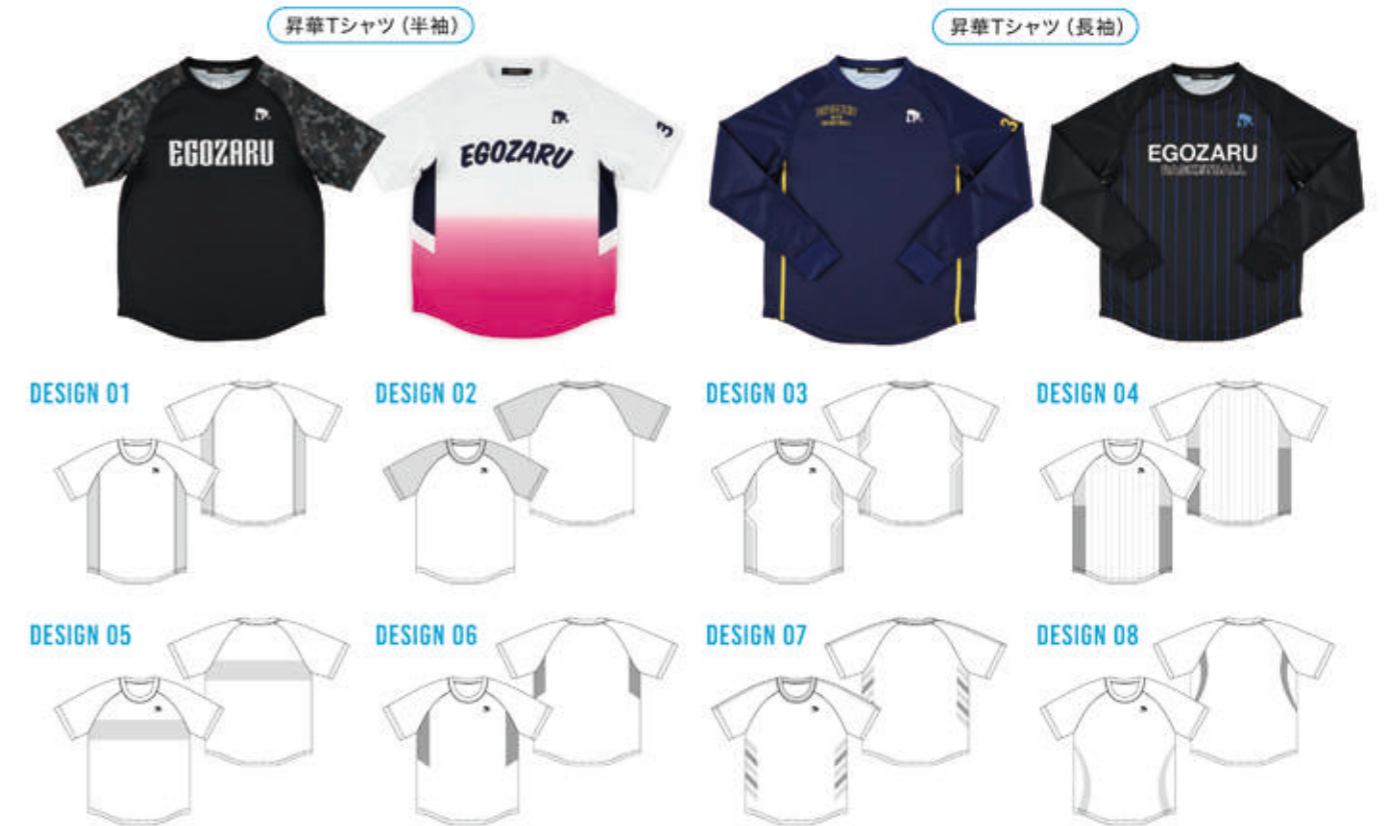 昇華Tシャツ（半袖）
昇華Tシャツ（長袖）
EGOZARU
EGOZARU
3
EGOZARU
BASKETBALL
3
EGOZARU
BASKETBALL
DESIGN 01
DESIGN 02
DESIGN 03
DESIGN 04
DESIGN 05
DESIGN 06
DESIGN 07
DESIGN 08